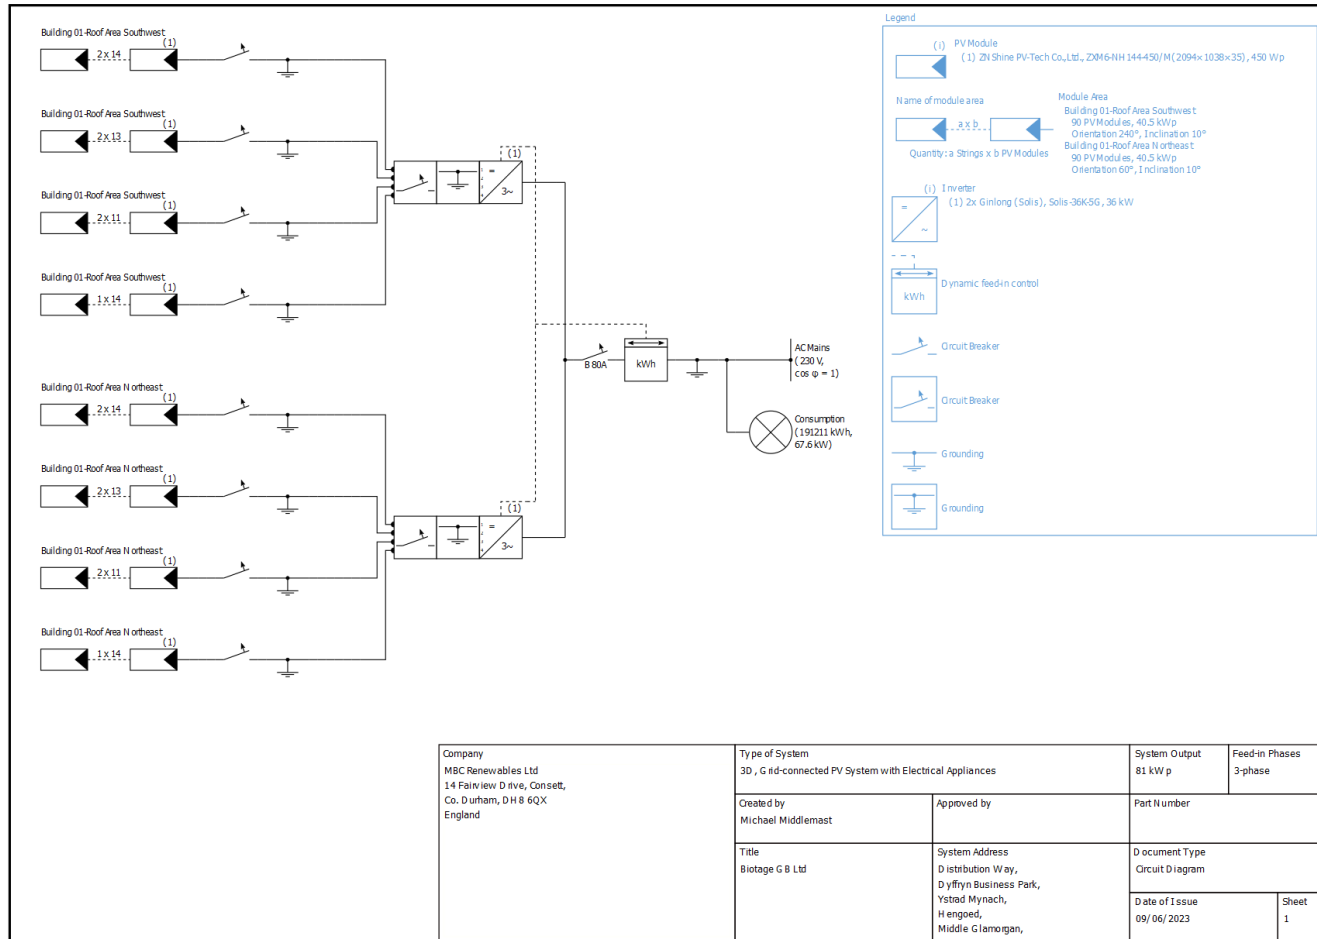 Building 01-Roof Area Southwest
2 x 14
(1)
Building 01-Roof Area Southwest
2 x 13
(1)
Building 01-Roof Area Southwest
2 x 11
(1)
Building 01-Roof Area Southwest
1 x 14
(1)
(1)
=
3~
Building 01-Roof Area Northeast
2 x 14
(1)
Building 01-Roof Area Northeast
2 x 13
(1)
Building 01-Roof Area Northeast
2 x 11
(1)
Building 01-Roof Area Northeast
1 x 14
(1)
(1)
=
3~
B 80A
kWh
AC Mains
(230 V,
cos φ = 1)
Consumption
(191211 kWh,
67.6 kW)
Legend
(i) PV Module
(1) ZNShine PV-Tech Co.,Ltd., ZXM6-NH144-450/M(2094×1038×35), 450 Wp
Name of module area
a x b
Quantity: a Strings x b PV Modules
Module Area
Building 01-Roof Area Southwest
90 PV Modules, 40.5 kWp
Orientation 240°, Inclination 10°
Building 01-Roof Area Northeast
90 PV Modules, 40.5 kWp
Orientation 60°, Inclination 10°
(i) Inverter
(1) 2x Ginlong (Solis), Solis-36K-5G, 36 kW
=
~
kWh
Dynamic feed-in control
Circuit Breaker
Circuit Breaker
Grounding
Grounding
Company
MBC Renewables Ltd
14 Fairview Drive, Consett,
Co. Durham, DH8 6QX
England
Type of System
3D, Grid-connected PV System with Electrical Appliances
System Output
81 kWp
Feed-in Phases
3-phase
Created by
Michael Middlemast
Approved by
Part Number
Title
Biotage GB Ltd
System Address
Distribution Way,
Dyffryn Business Park,
Ystrad Mynach,
Hengoed,
Middle Glamorgan,
Document Type
Circuit Diagram
Date of Issue
09/06/2023
Sheet
1